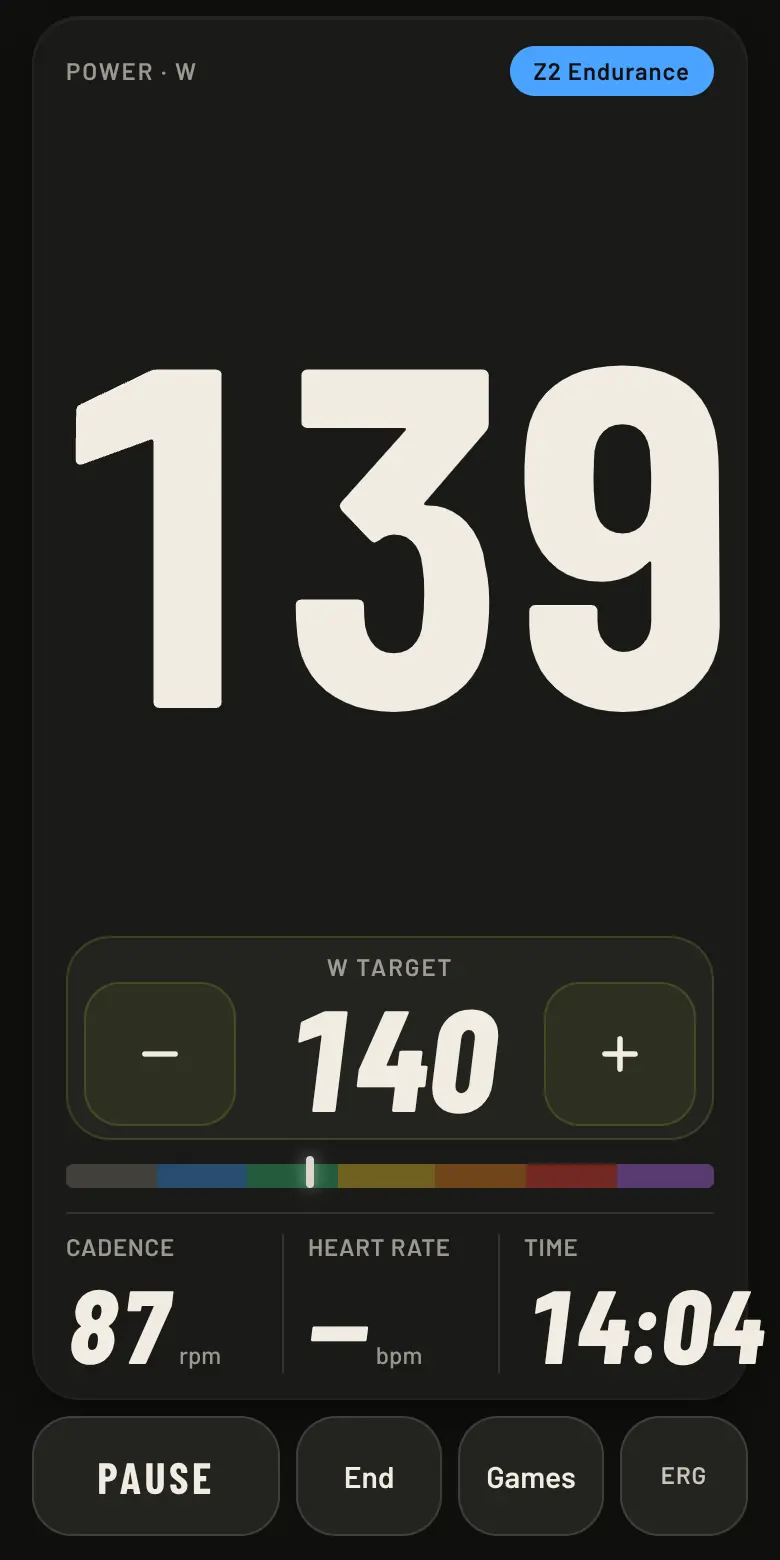 POWER · W
Z2 Endurance
139
W TARGET
− 140 +
CADENCE
87 rpm
HEART RATE
– bpm
TIME
14:04
PAUSE
End
Games
ERG